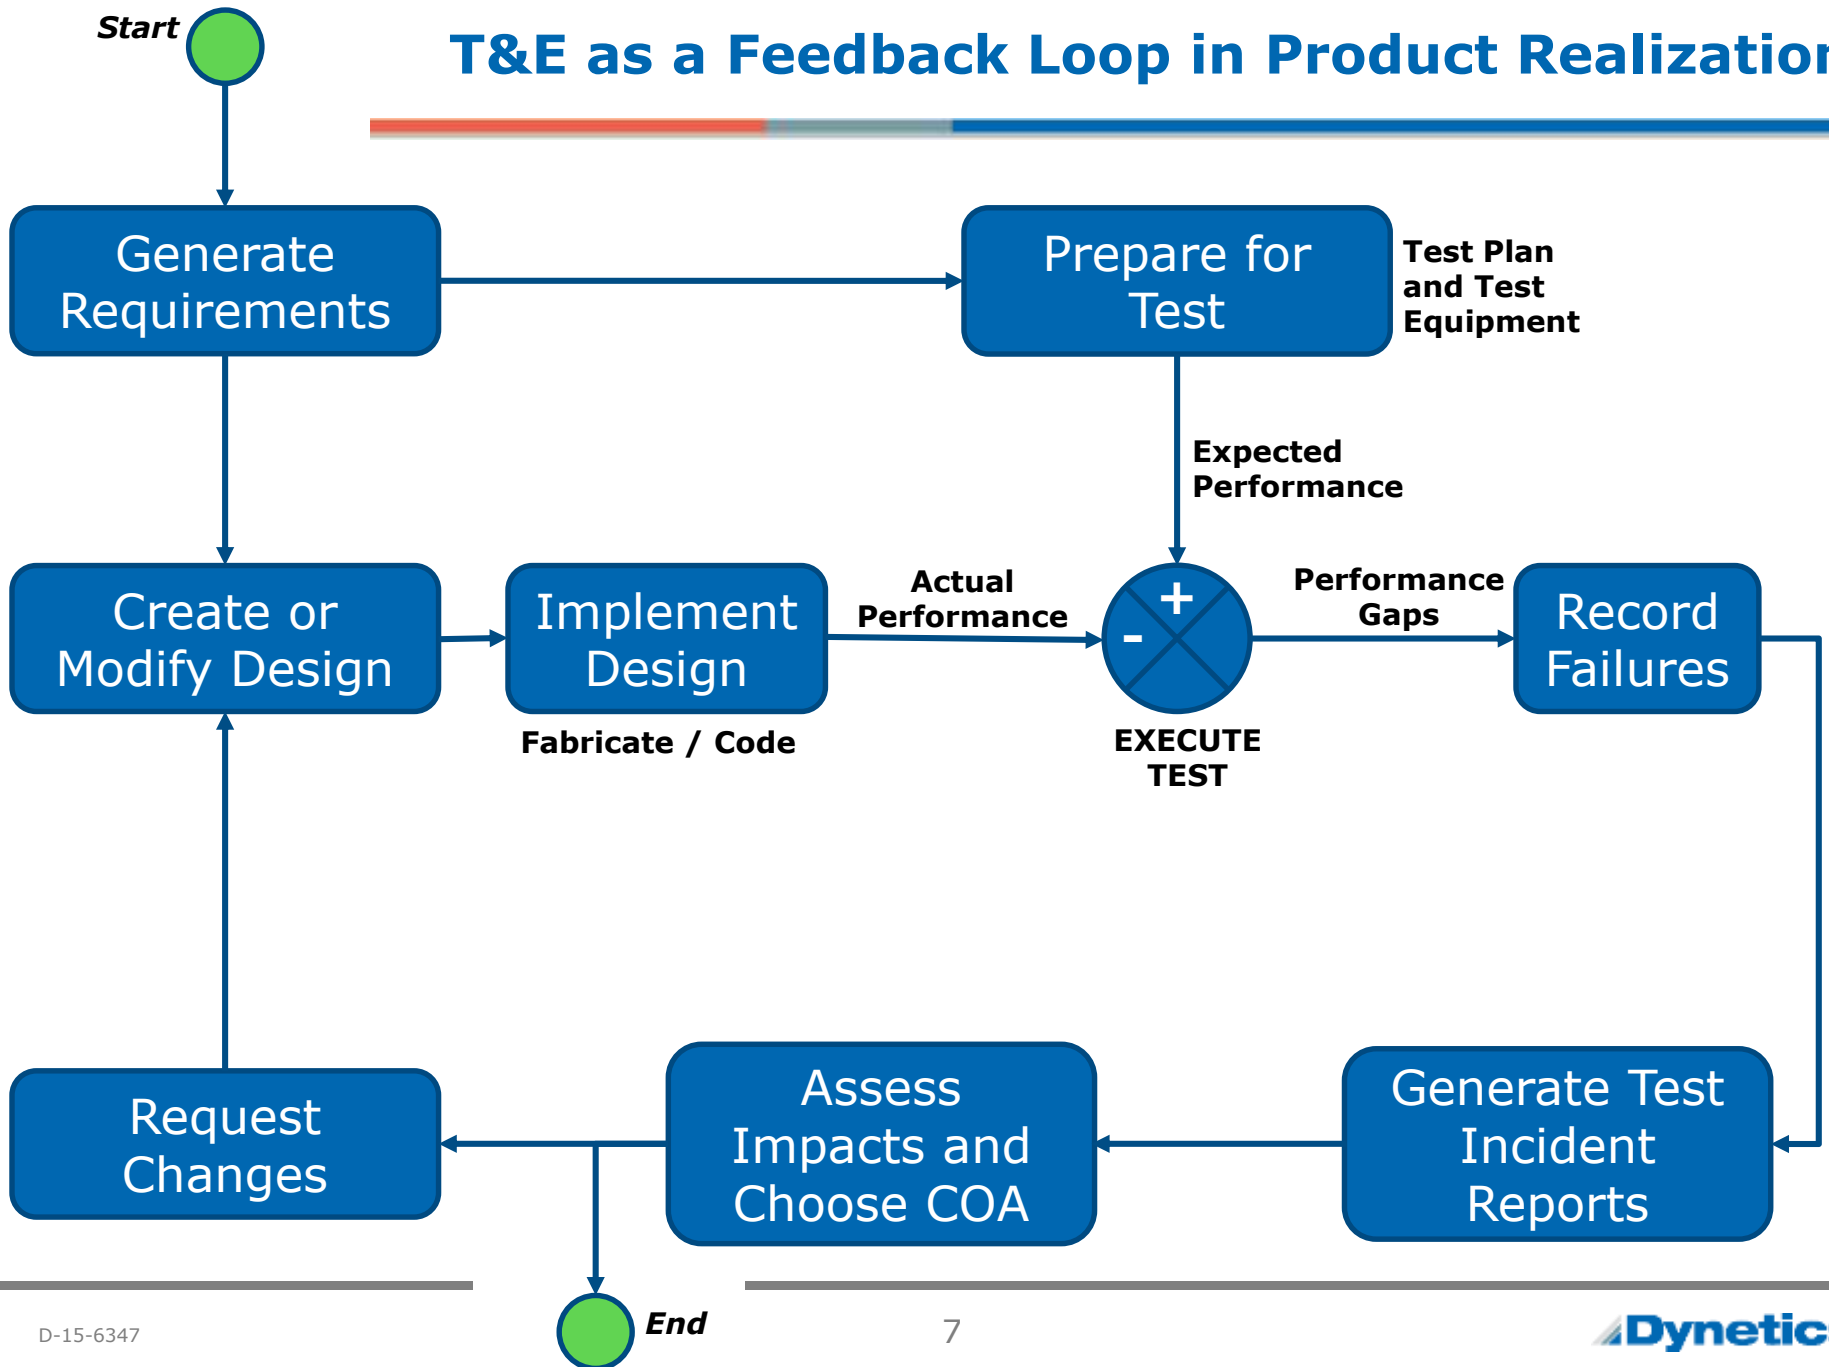 Start
T&E as a Feedback Loop in Product Realization
Generate
Requirements
Prepare for
Test
Test Plan
and Test
Equipment
Expected
Performance
Create or
Modify Design
Implement
Design
Fabricate / Code
Actual
Performance
+
-
EXECUTE
TEST
Performance
Gaps
Record
Failures
Request
Changes
Assess
Impacts and
Choose COA
Generate Test
Incident
Reports
D-15-6347
End
7
Dynetic